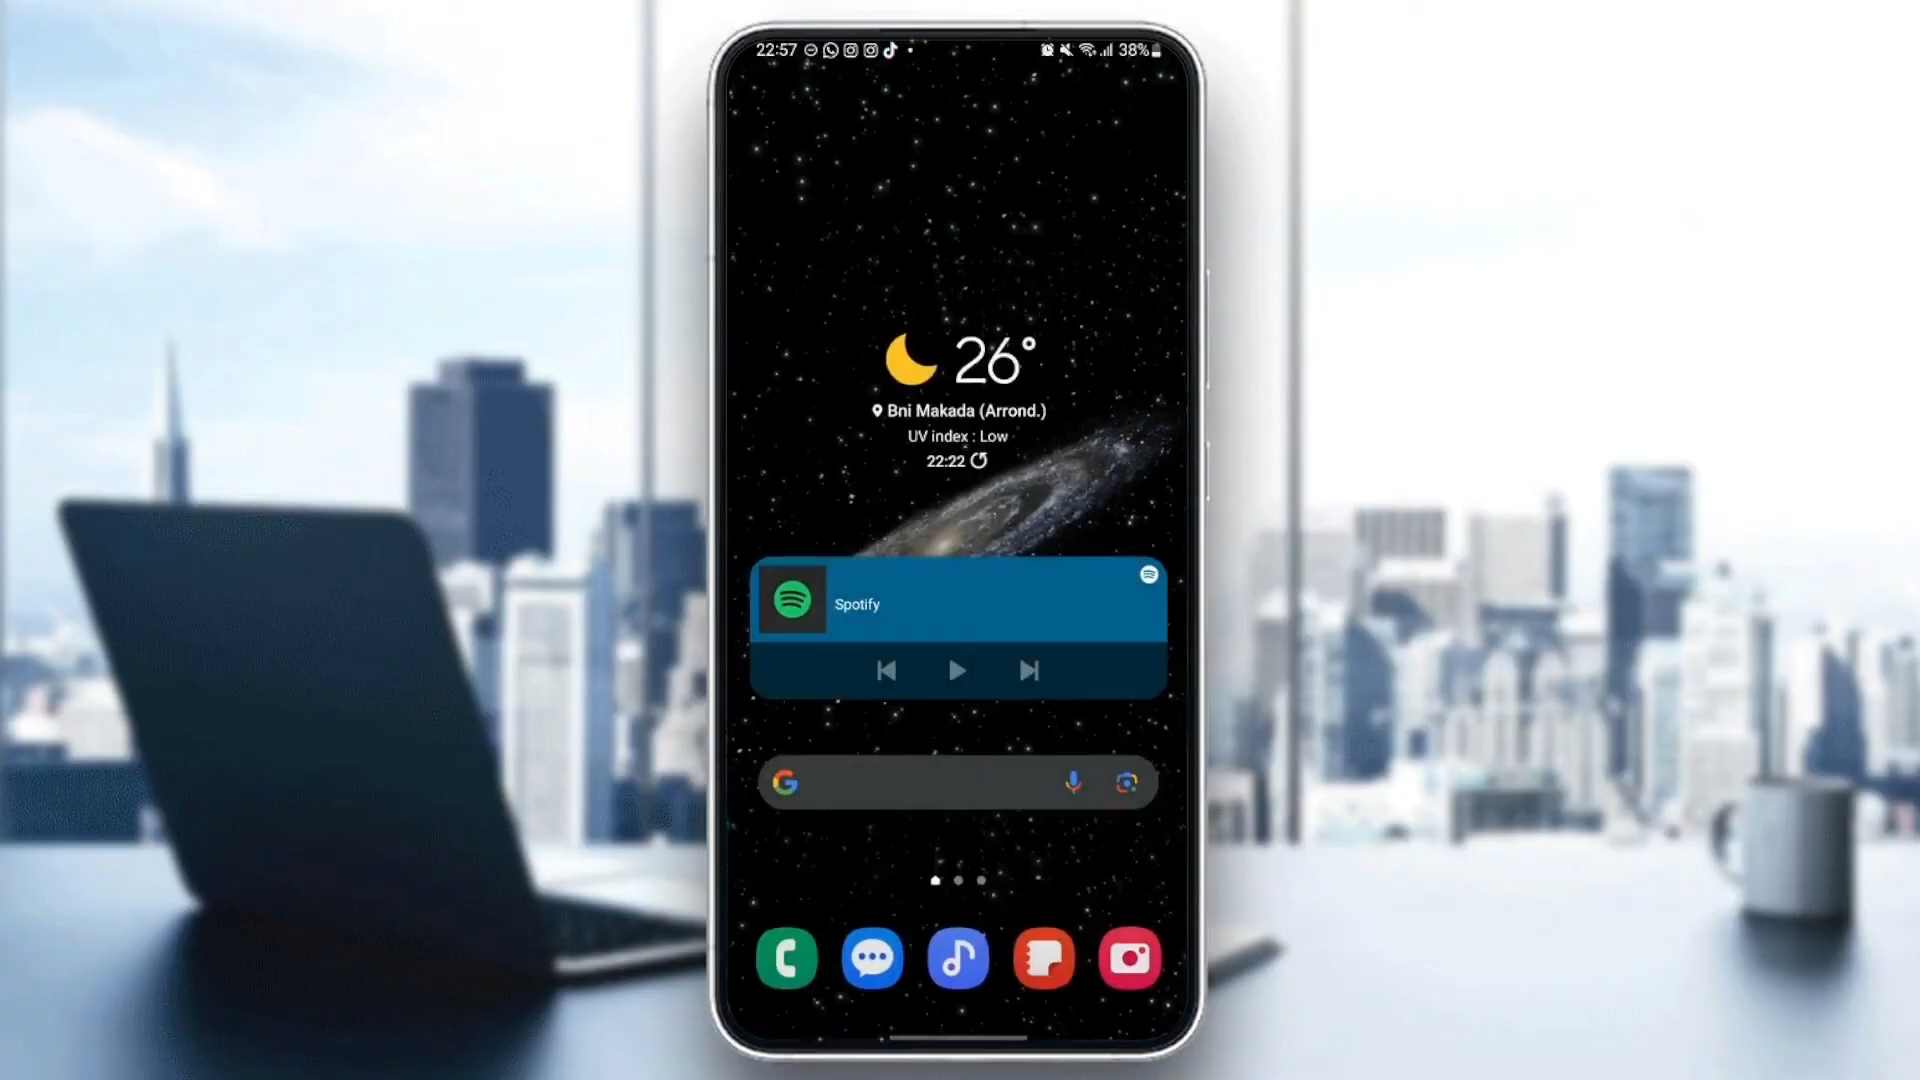 22:57
38%
26°
Bni Makada (Arrond.)
UV index : Low
22:22
Spotify